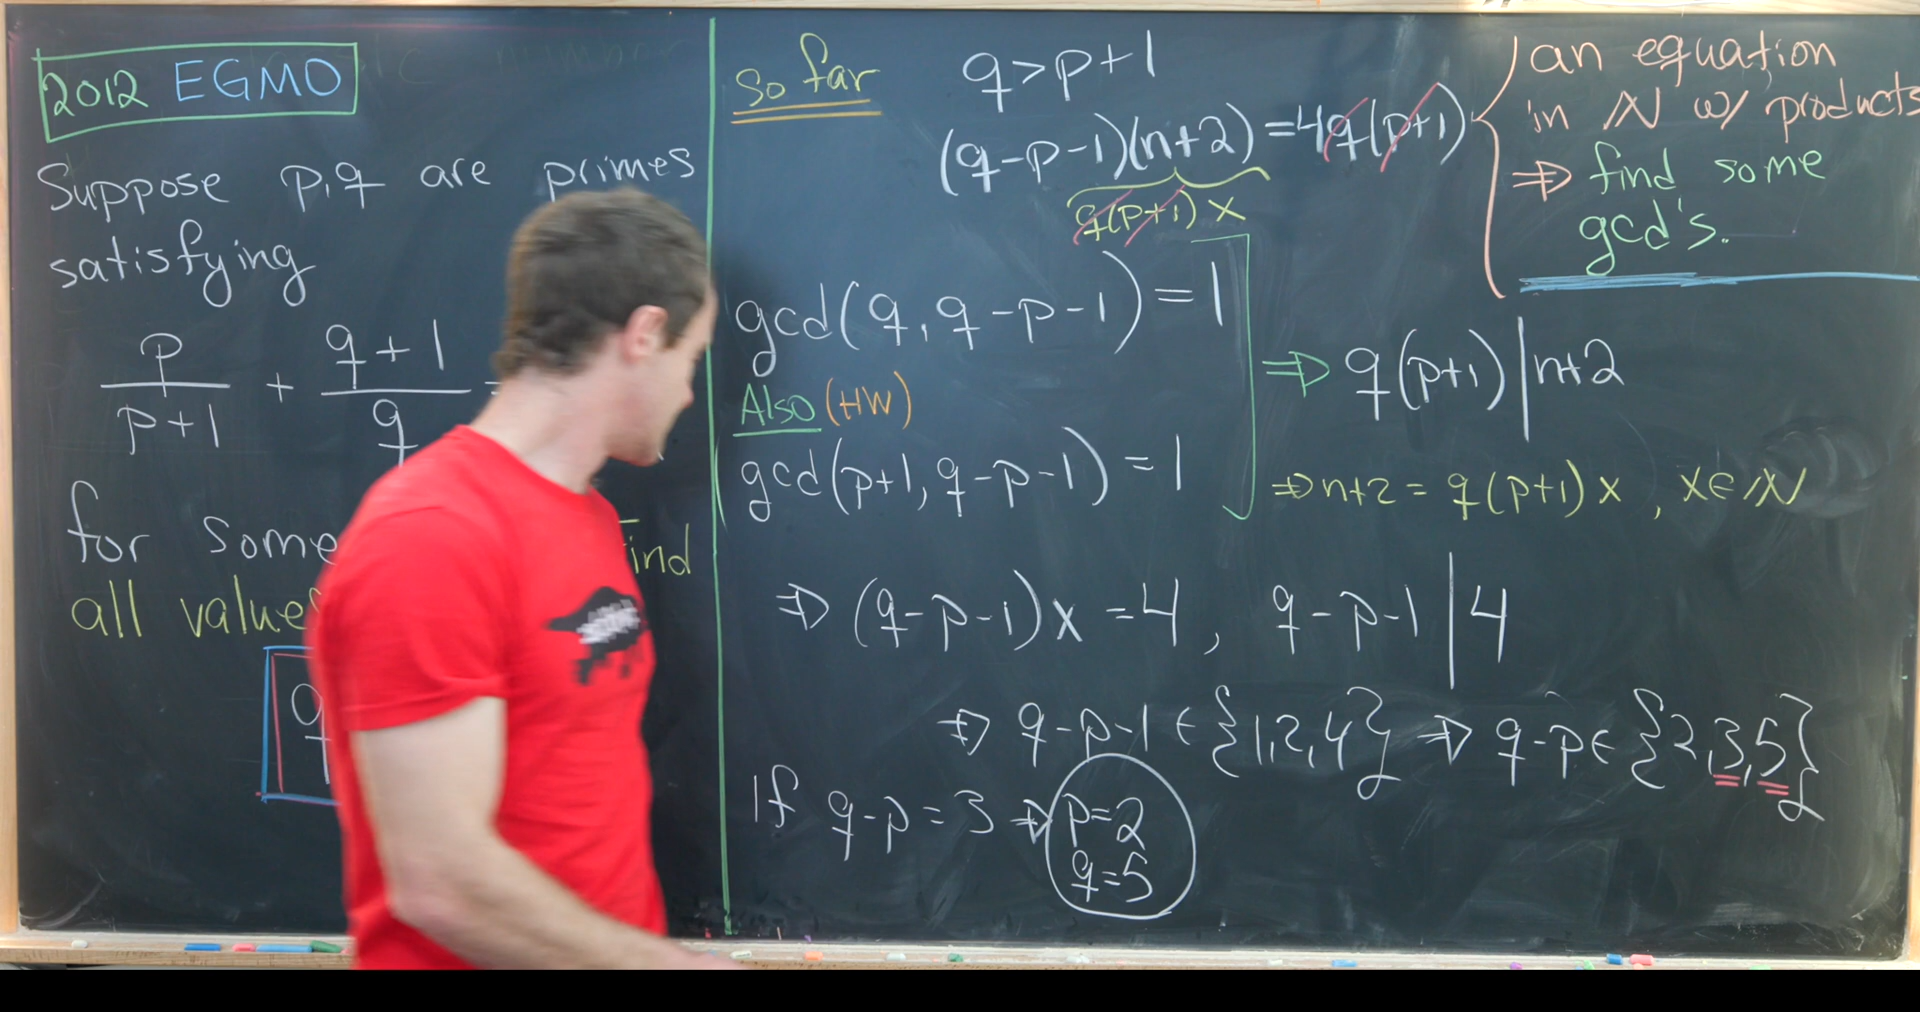 2012 EGMO
Suppose p,q are primes
satisfying
p/(p+1) + (q+1)/q =
for some
all value
q
So far
q>p+1
(q-p-1)(n+2)=4q(p+1)
q(p+1) x
an equation
in ℕ w/ products
⇒ find some
gcd's.
gcd(q, q-p-1)=1
Also (HW)
gcd(p+1, q-p-1)=1
⇒ q(p+1)|n+2
⇒ n+2 = q(p+1)x , x∈ℕ
⇒ (q-p-1)x =4 , q-p-1|4
⇒ q-p-1 ∈ {1,2,4} ⇒ q-p∈ {2,3,5}
If q-p=3 ⇒ p=2
q=5